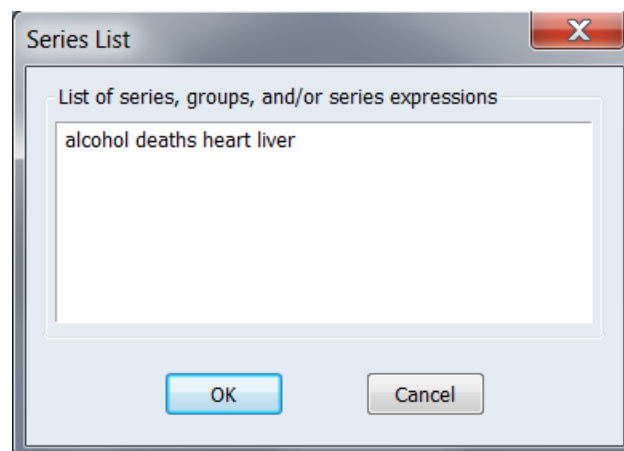 Series List
List of series, groups, and/or series expressions
alcohol deaths heart liver
OK
Cancel